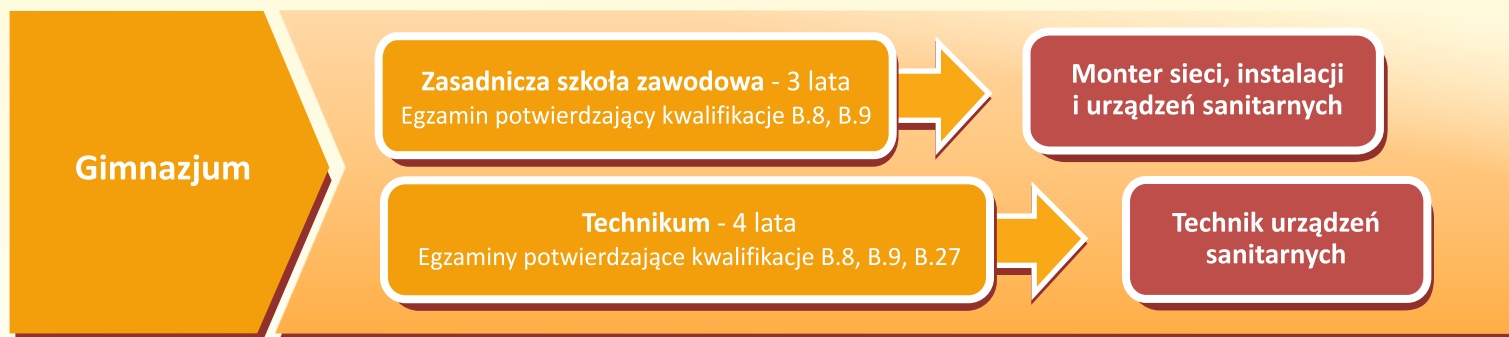 Gimnazjum
Zasadnicza szkoła zawodowa - 3 lata
Egzamin potwierdzający kwalifikacje B.8, B.9
Monter sieci, instalacji
i urządzeń sanitarnych
Technikum - 4 lata
Egzaminy potwierdzające kwalifikacje B.8, B.9, B.27
Technik urządzeń
sanitarnych